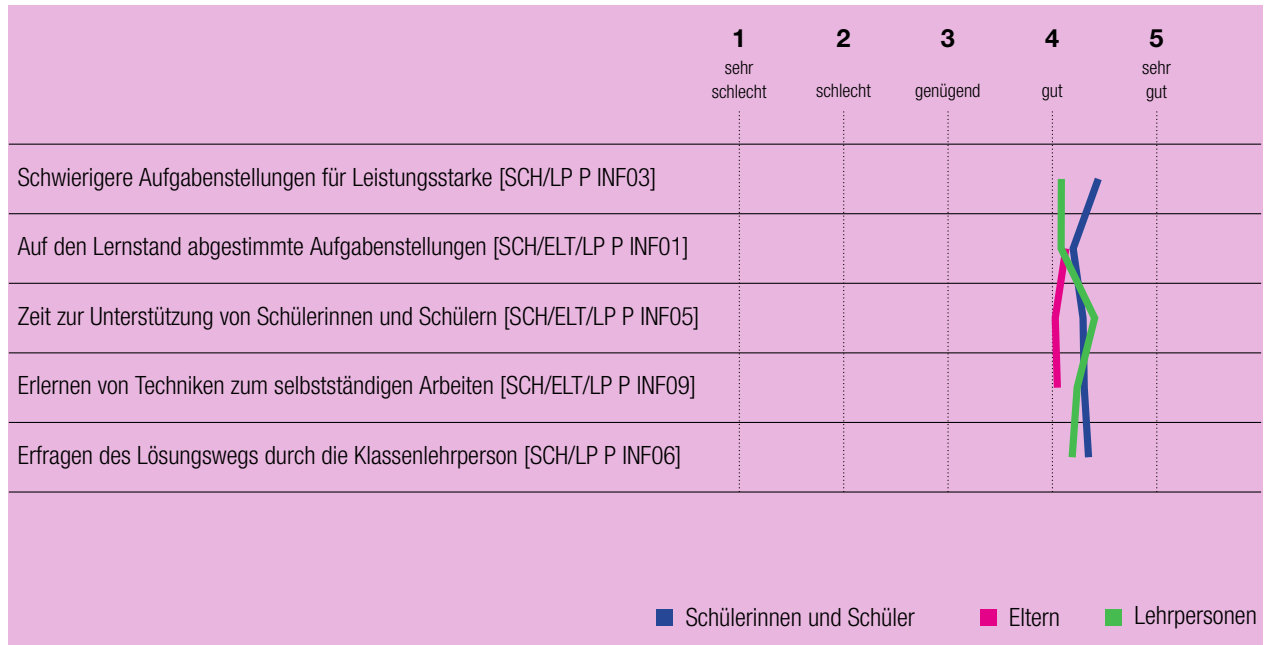 1 2 3 4 5
sehr sehr
schlecht schlecht genügend gut gut
Schwierigere Aufgabenstellungen für Leistungsstarke [SCH/LP P INF03]
Auf den Lernstand abgestimmte Aufgabenstellungen [SCH/ELT/LP P INF01]
Zeit zur Unterstützung von Schülerinnen und Schülern [SCH/ELT/LP P INF05]
Erlernen von Techniken zum selbstständigen Arbeiten [SCH/ELT/LP P INF09]
Erfragen des Lösungswegs durch die Klassenlehrperson [SCH/LP P INF06]
Schülerinnen und Schüler Eltern Lehrpersonen